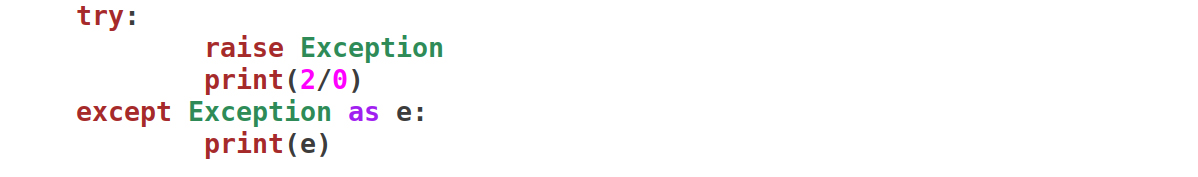 try:
        raise Exception
        print(2/0)
except Exception as e:
        print(e)